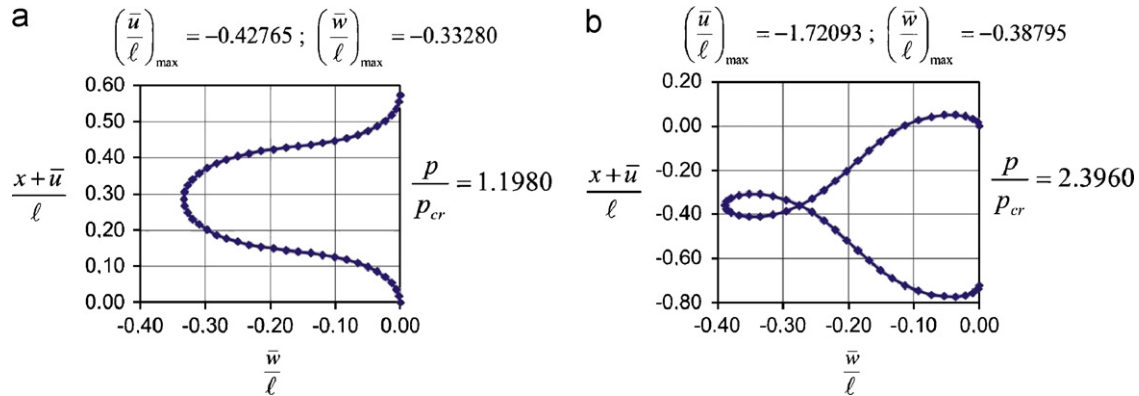 a
(ū/ℓ)max = −0.42765 ; (w̄/ℓ)max = −0.33280
0.60
0.50
0.40
0.30
0.20
0.10
0.00
x + ū / ℓ
p/pcr = 1.1980
-0.40 -0.30 -0.20 -0.10 0.00
w̄/ℓ
b
(ū/ℓ)max = −1.72093 ; (w̄/ℓ)max = −0.38795
0.20
0.00
-0.20
-0.40
-0.60
-0.80
x + ū / ℓ
p/pcr = 2.3960
-0.40 -0.30 -0.20 -0.10 0.00
w̄/ℓ